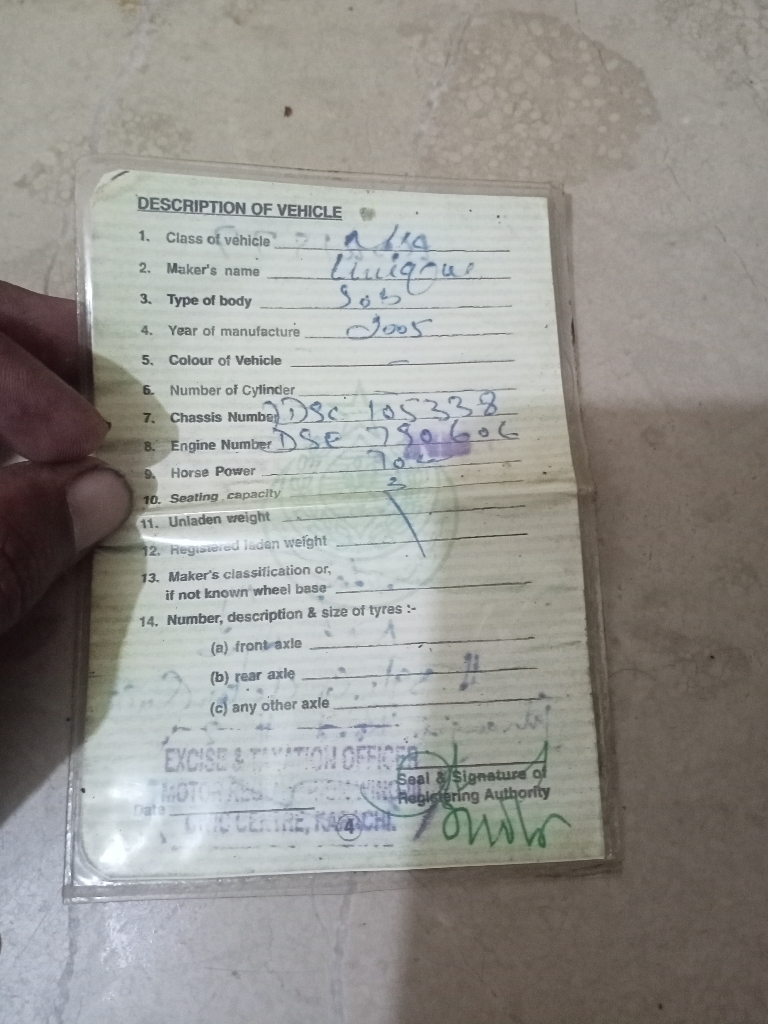 DESCRIPTION OF VEHICLE
1. Class of vehicle
2. Maker's name Unique
3. Type of body Sob
4. Year of manufacture 2005
5. Colour of Vehicle —
6. Number of Cylinder
7. Chassis Number DSC 105338
8. Engine Number DSE
9. Horse Power 70
10. Seating capacity 2
11. Unladen weight
12. Registered laden weight
13. Maker's classification or,
if not known wheel base
14. Number, description & size of tyres :-
(a) front axle
(b) rear axle
(c) any other axle
EXCISE & TAXATION OFFICER
Seal & Signature of
MOTOR
Registering Authority
Date
CIVIC CENTRE, KARACHI.
4